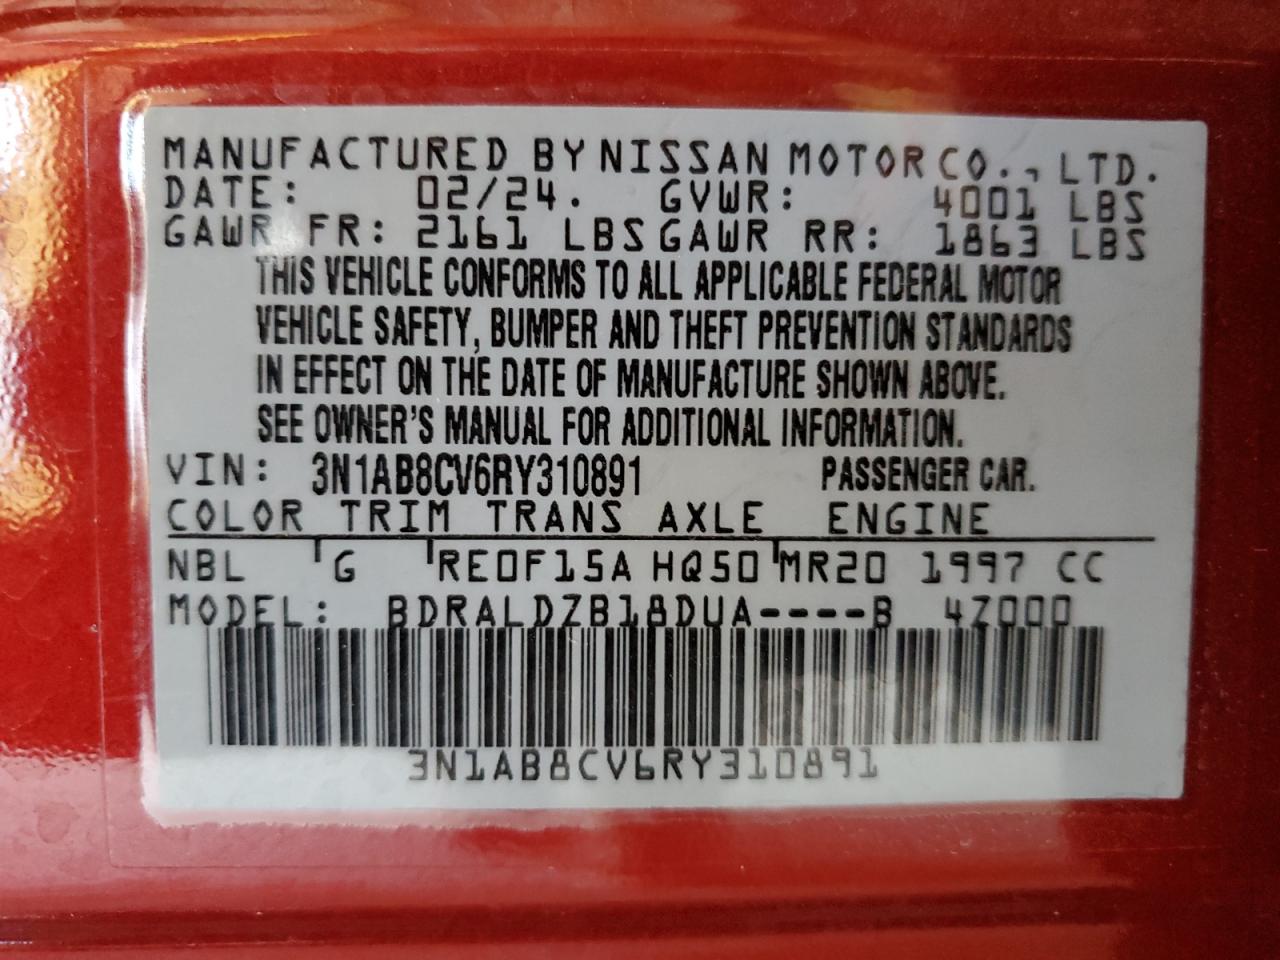 MANUFACTURED BY NISSAN MOTOR CO., LTD.
DATE: 02/24. GVWR: 4001 LBS
GAWR FR: 2161 LBS GAWR RR: 1863 LBS
THIS VEHICLE CONFORMS TO ALL APPLICABLE FEDERAL MOTOR
VEHICLE SAFETY, BUMPER AND THEFT PREVENTION STANDARDS
IN EFFECT ON THE DATE OF MANUFACTURE SHOWN ABOVE.
SEE OWNER'S MANUAL FOR ADDITIONAL INFORMATION.
VIN: 3N1AB8CV6RY310891 PASSENGER CAR.
COLOR TRIM TRANS AXLE ENGINE
NBL G RE0F15A HQ50 MR20 1997 CC
MODEL: BDRALDZB18DUA----B 4Z000
3N1AB8CV6RY310891